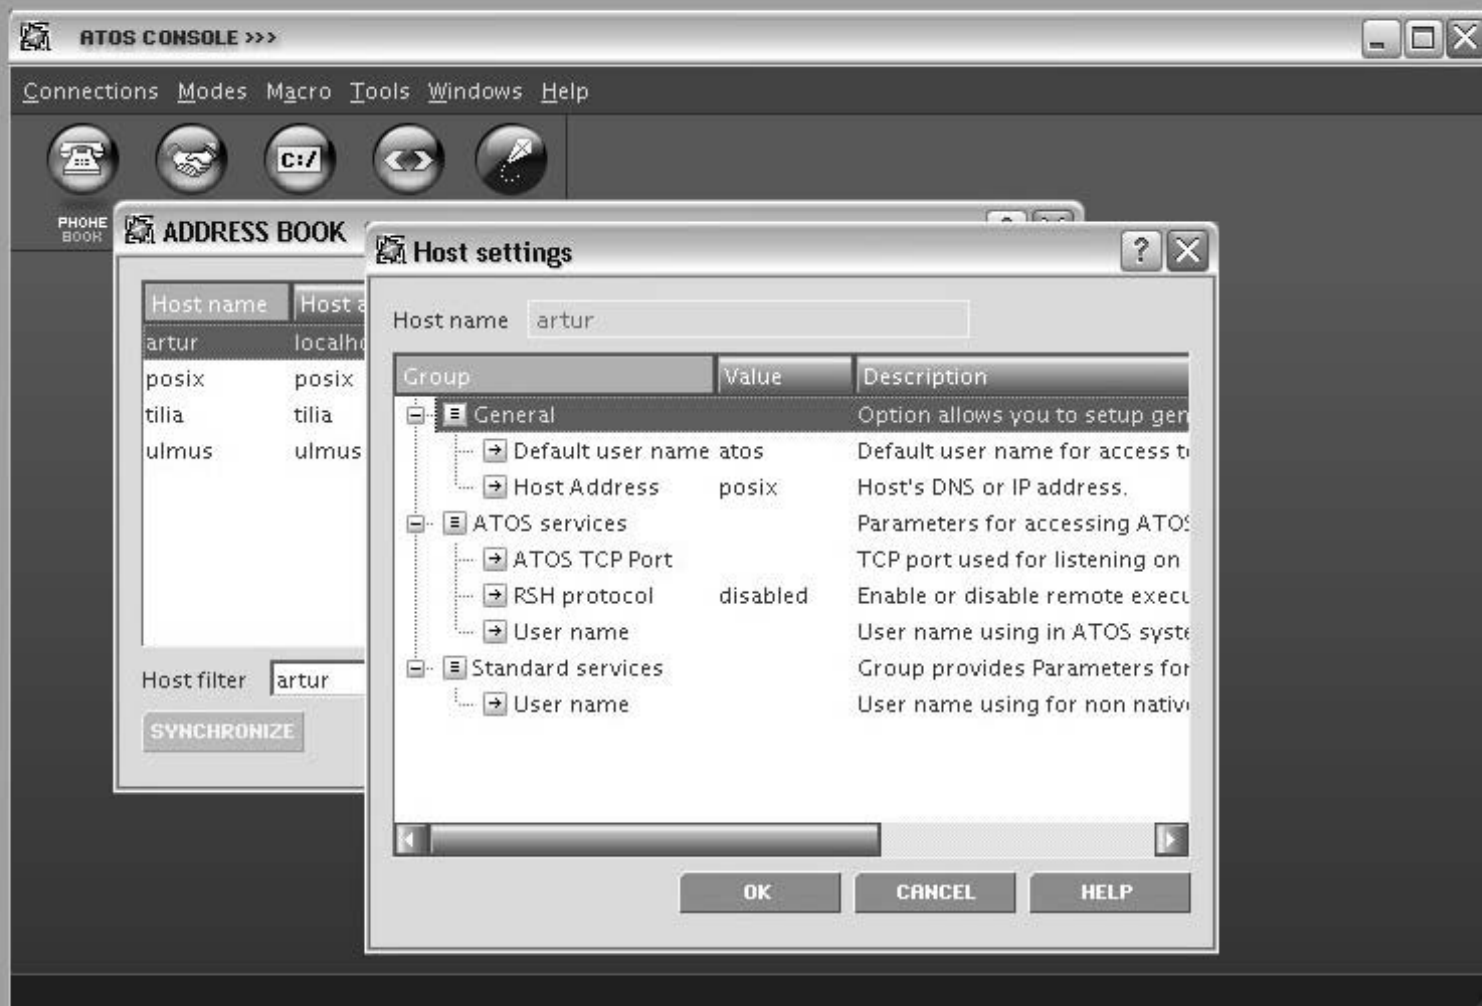 ATOS CONSOLE >>>
Connections Modes Macro Tools Windows Help
C:/
PHONE
BOOK
ADDRESS BOOK
Host name
artur localho
posix posix
tilia tilia
ulmus ulmus
Host filter artur
SYNCHRONIZE
Host settings
Host name artur
Group Value Description
General Option allows you to setup gen
Default user name atos Default user name for access to
Host Address posix Host's DNS or IP address.
ATOS services Parameters for accessing ATOS
ATOS TCP Port TCP port used for listening on
RSH protocol disabled Enable or disable remote execu
User name User name using in ATOS syste
Standard services Group provides Parameters for
User name User name using for non native
OK CANCEL HELP